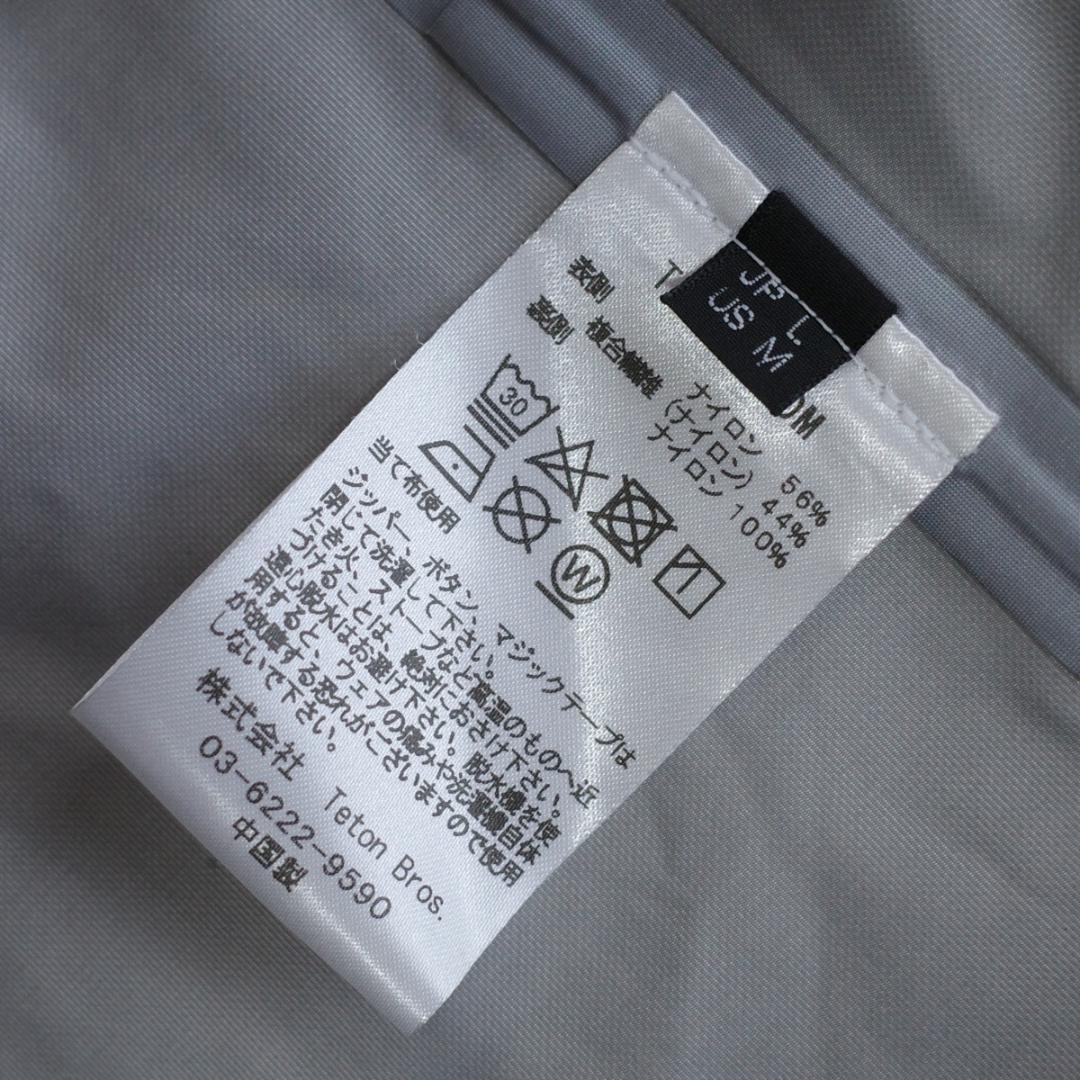 JP L.
US M
表側 複合繊維 ナイロン 56%
(ナイロン) 44%
裏側 ナイロン 100%
30
W
当て布使用
ジッパー、ボタン、マジックテープは
閉じて洗濯して下さい。
たき火、ストーブなど高温のものへ近
づけることは、絶対におさけ下さい。
遠心脱水はお避け下さい。脱水機を使
用すると、ウェアの痛みや洗濯機自体
が故障する恐れがございますので使用
しないで下さい。
株式会社 Teton Bros.
03-6222-9590
中国製